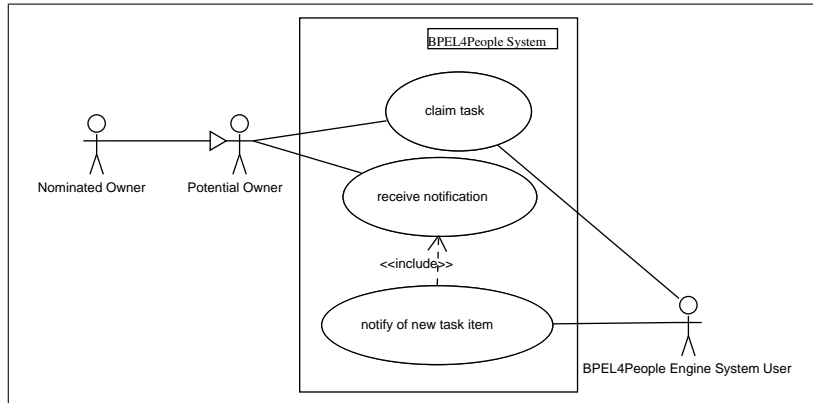 BPEL4People System
claim task
Nominated Owner
Potential Owner
receive notification
<<include>>
notify of new task item
BPEL4People Engine System User